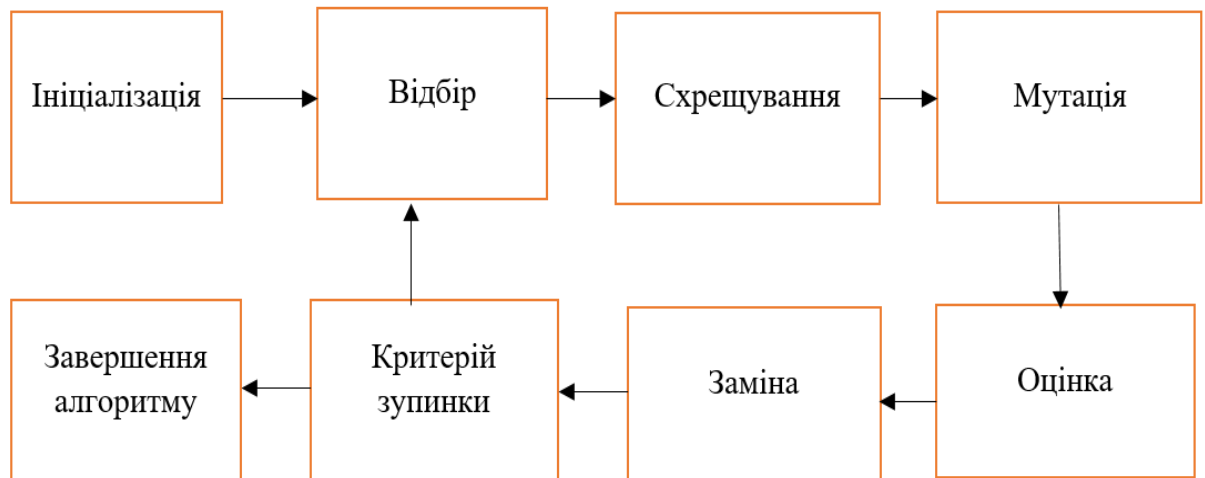 Ініціалізація
Відбір
Схрещування
Мутація
Завершення
алгоритму
Критерій
зупинки
Заміна
Оцінка